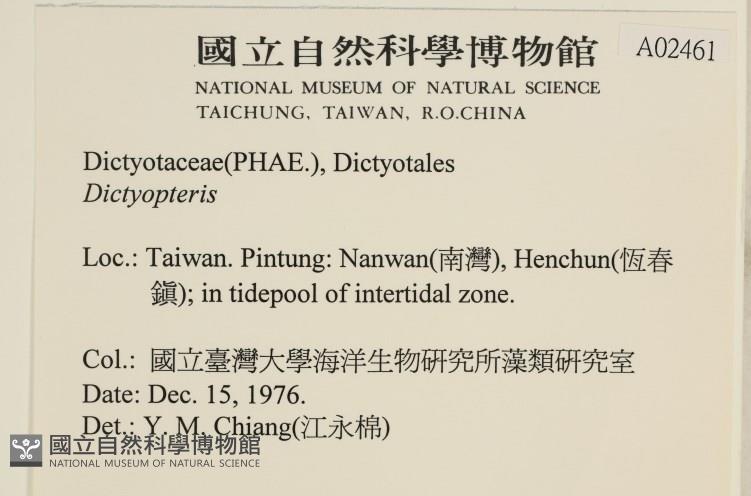 國立自然科學博物館
A02461
NATIONAL MUSEUM OF NATURAL SCIENCE
TAICHUNG, TAIWAN, R.O.CHINA
Dictyotaceae(PHAE.), Dictyotales
Dictyopteris
Loc.: Taiwan. Pintung: Nanwan(南灣), Henchun(恆春
鎭); in tidepool of intertidal zone.
Col.: 國立臺灣大學海洋生物研究所藻類研究室
Date: Dec. 15, 1976.
Det.: Y. M. Chiang(江永棉)
國立自然科學博物館
NATIONAL MUSEUM OF NATURAL SCIENCE